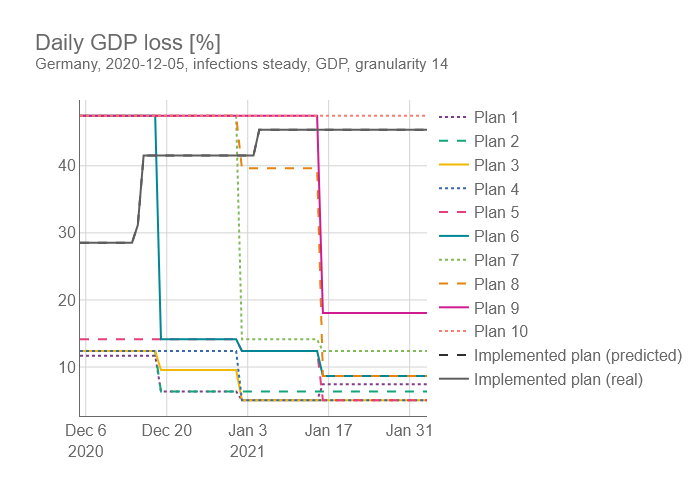 Daily GDP loss [%]
Germany, 2020-12-05, infections steady, GDP, granularity 14
40
30
20
10
Dec 6
2020
Dec 20
Jan 3
2021
Jan 17
Jan 31
Plan 1
Plan 2
Plan 3
Plan 4
Plan 5
Plan 6
Plan 7
Plan 8
Plan 9
Plan 10
Implemented plan (predicted)
Implemented plan (real)